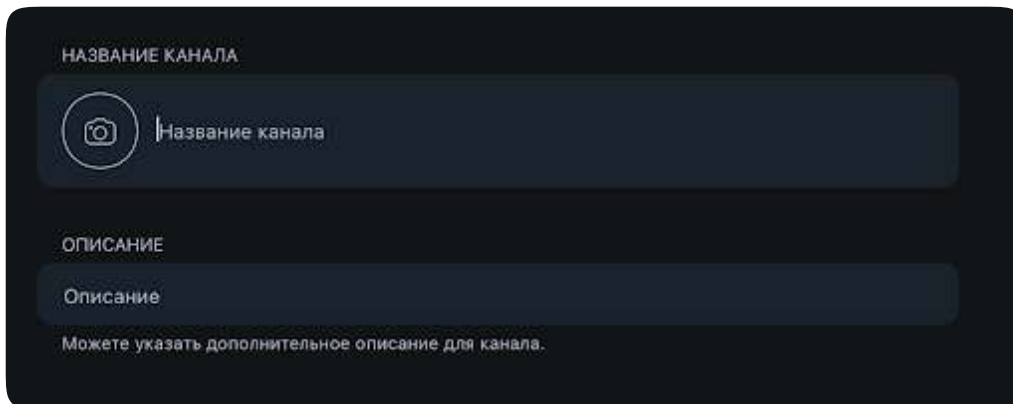 НАЗВАНИЕ КАНАЛА
Название канала
ОПИСАНИЕ
Описание
Можете указать дополнительное описание для канала.